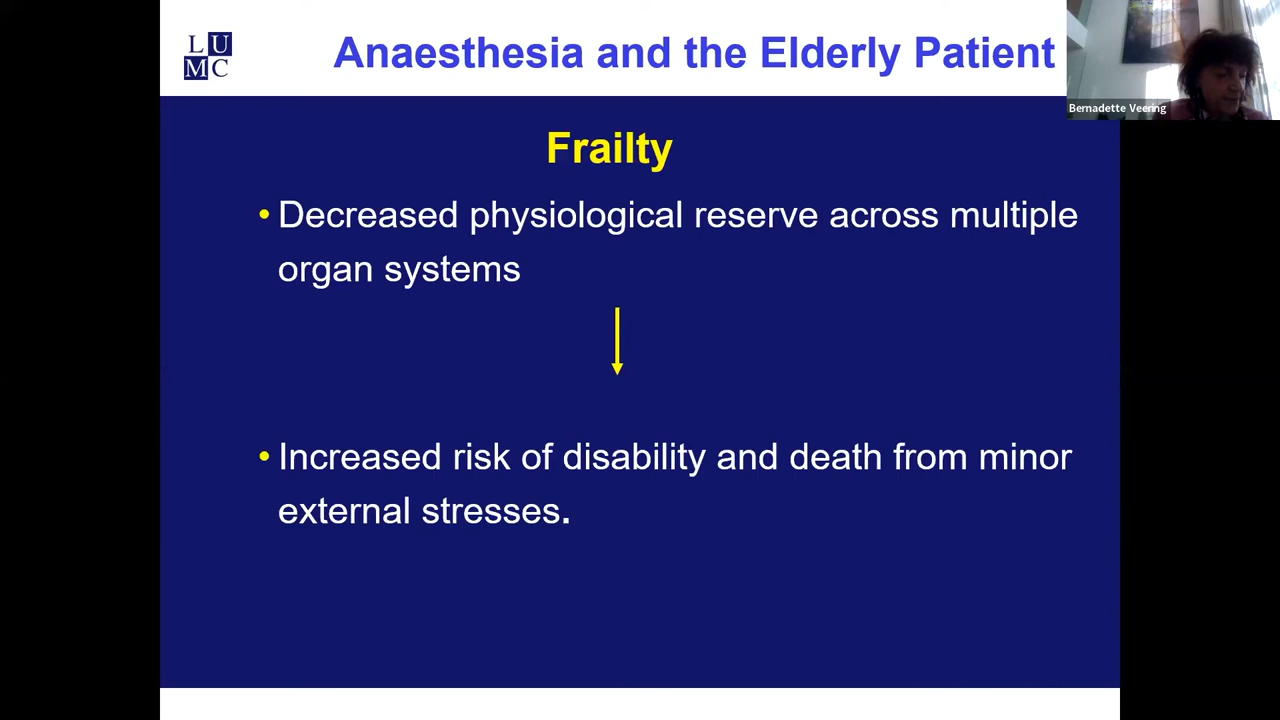 L U
M C
Anaesthesia and the Elderly Patient
Bernadette Veering
Frailty
• Decreased physiological reserve across multiple
organ systems
• Increased risk of disability and death from minor
external stresses.